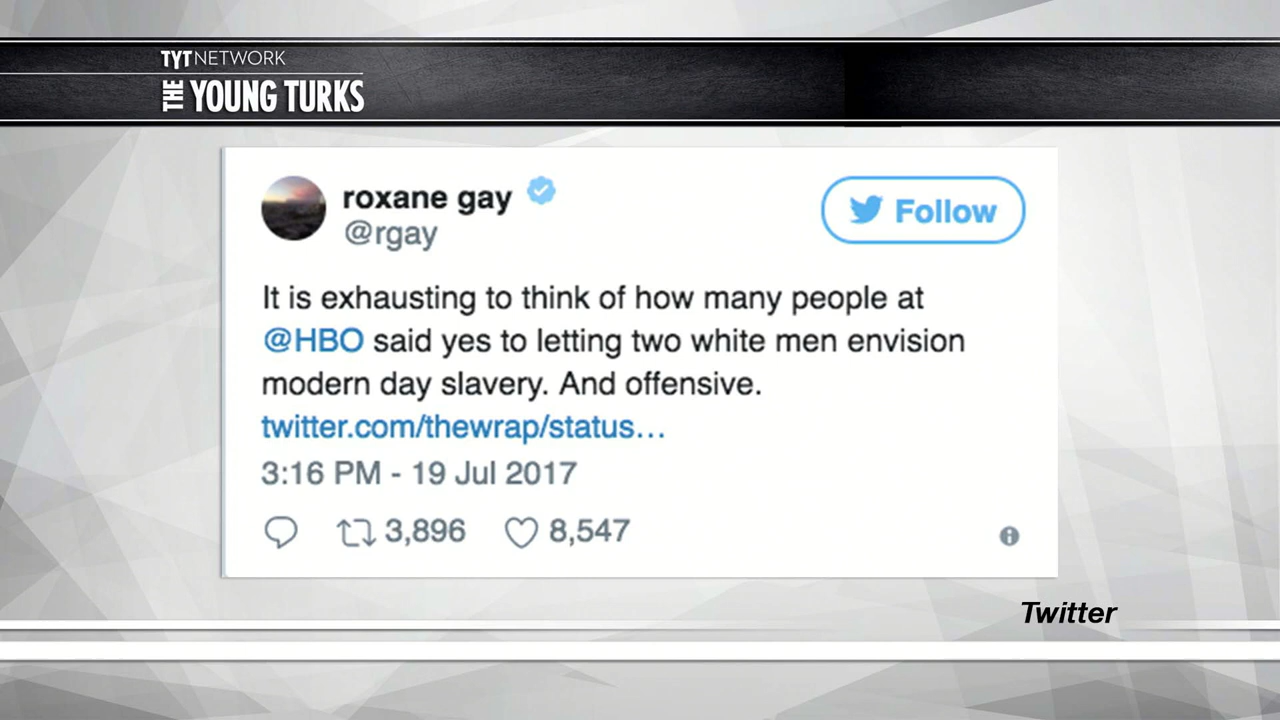 TYT NETWORK
THE YOUNG TURKS
roxane gay
@rgay
Follow
It is exhausting to think of how many people at
@HBO said yes to letting two white men envision
modern day slavery. And offensive.
twitter.com/thewrap/status...
3:16 PM - 19 Jul 2017
3,896 8,547
Twitter